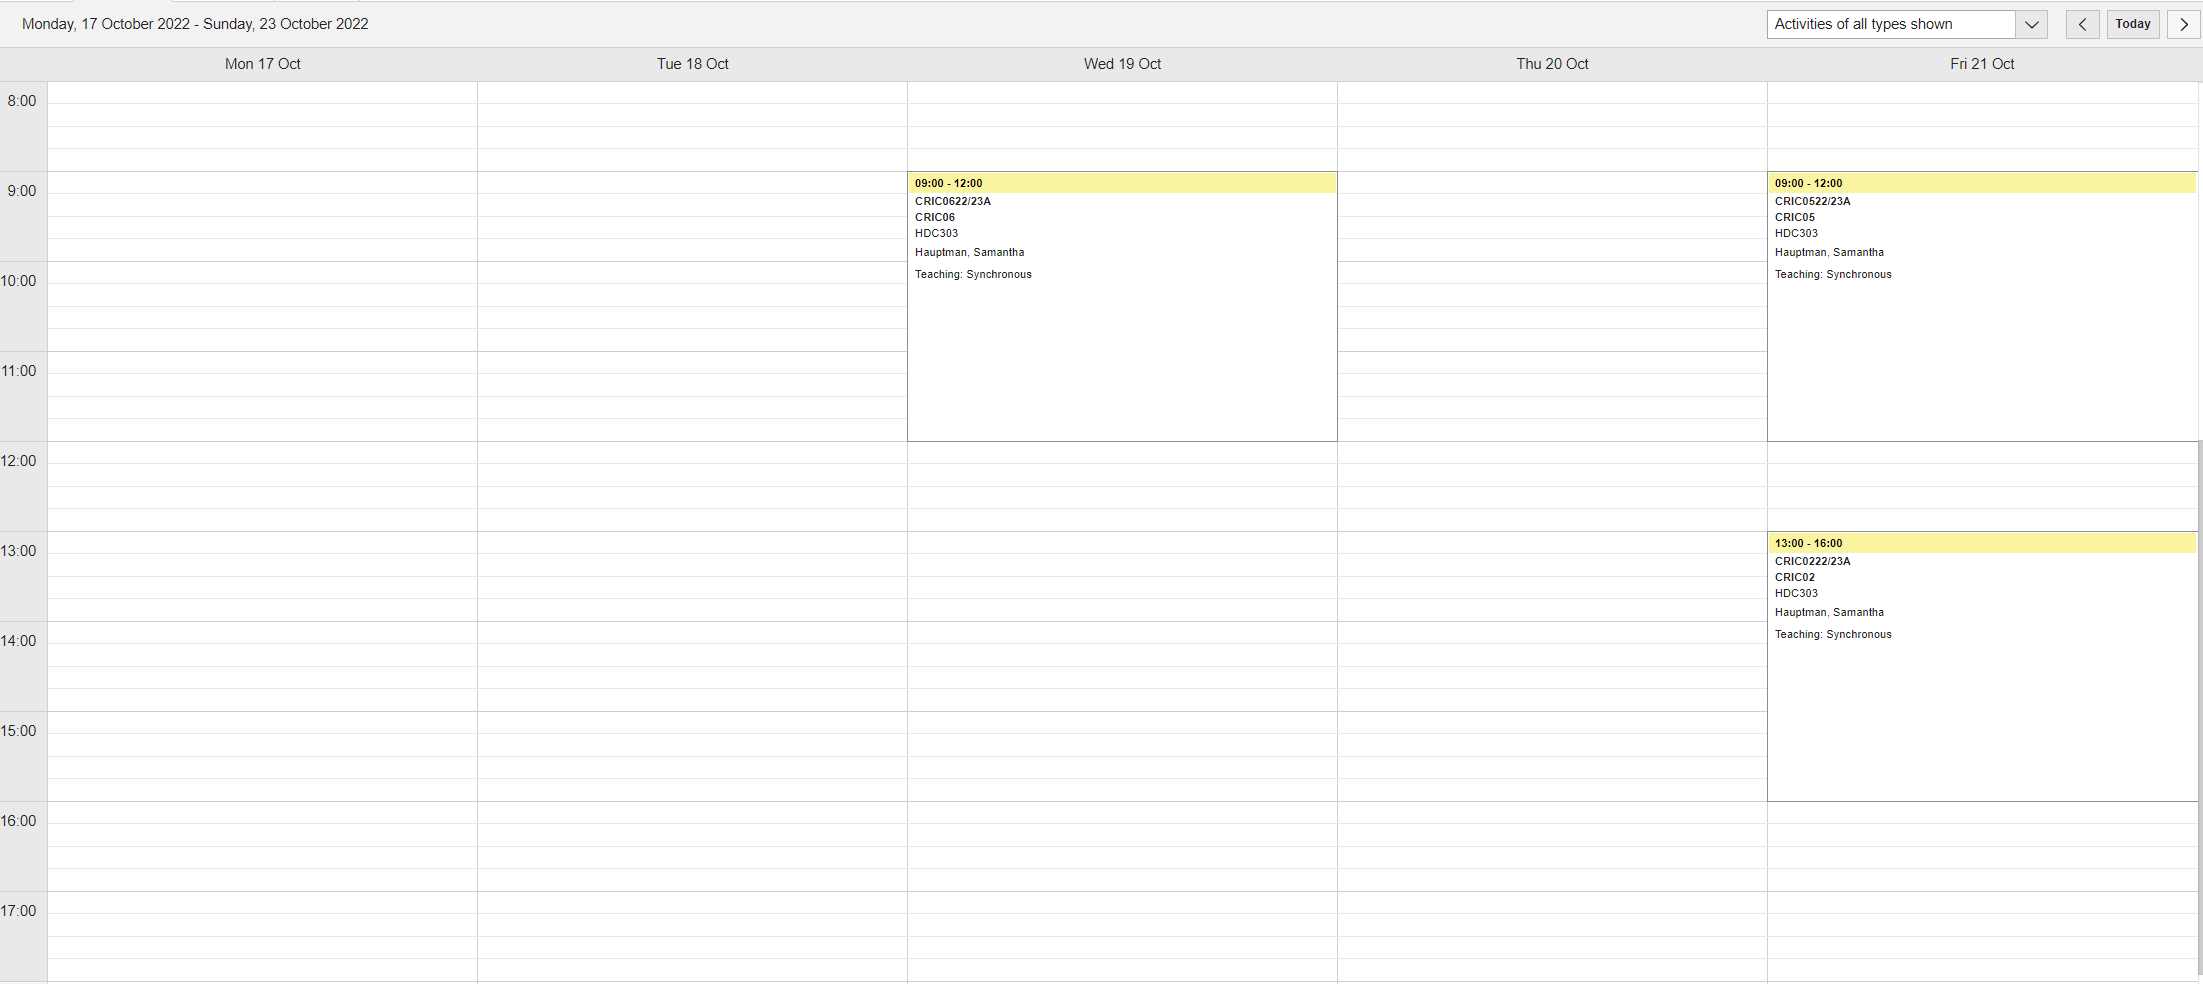 Monday, 17 October 2022 - Sunday, 23 October 2022
Activities of all types shown
Today
Mon 17 Oct
Tue 18 Oct
Wed 19 Oct
Thu 20 Oct
Fri 21 Oct
8:00
9:00
10:00
11:00
12:00
13:00
14:00
15:00
16:00
17:00
09:00 - 12:00
CRIC0622/23A
CRIC06
HDC303
Hauptman, Samantha
Teaching: Synchronous
09:00 - 12:00
CRIC0522/23A
CRIC05
HDC303
Hauptman, Samantha
Teaching: Synchronous
13:00 - 16:00
CRIC0222/23A
CRIC02
HDC303
Hauptman, Samantha
Teaching: Synchronous